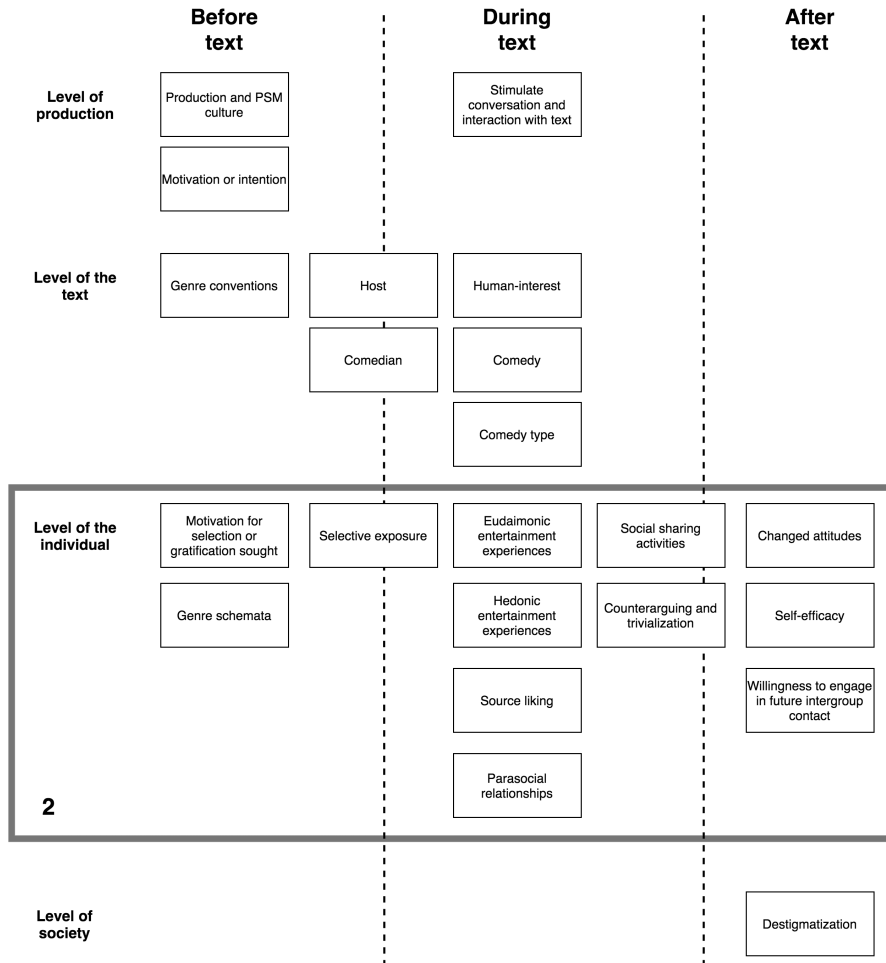 Before
text
During
text
After
text
Level of
production
Production and PSM
culture
Stimulate
conversation and
interaction with text
Motivation or intention
Level of the
text
Genre conventions
Host
Human-interest
Comedian
Comedy
Comedy type
Level of the
individual
Motivation for
selection or
gratification sought
Selective exposure
Eudaimonic
entertainment
experiences
Social sharing
activities
Changed attitudes
Genre schemata
Hedonic
entertainment
experiences
Counterarguing and
trivialization
Self-efficacy
Source liking
Willingness to engage
in future intergroup
contact
Parasocial
relationships
2
Level of
society
Destigmatization